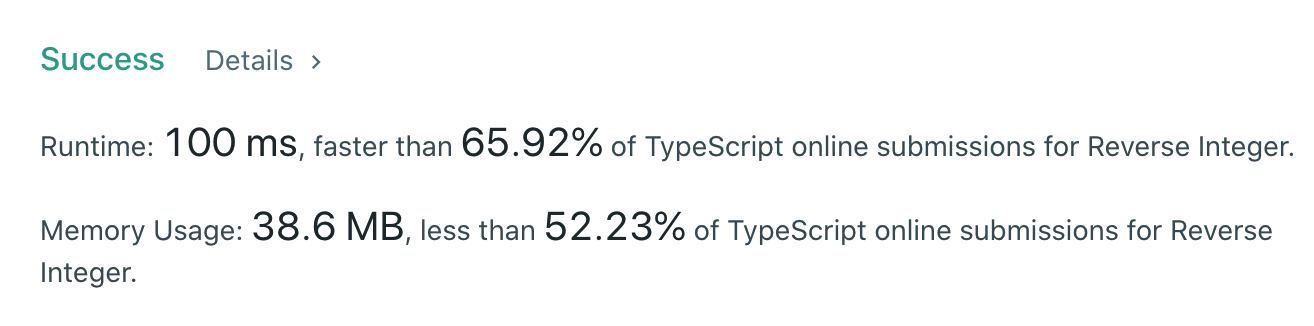 Success Details >
Runtime: 100 ms, faster than 65.92% of TypeScript online submissions for Reverse Integer.
Memory Usage: 38.6 MB, less than 52.23% of TypeScript online submissions for Reverse
Integer.